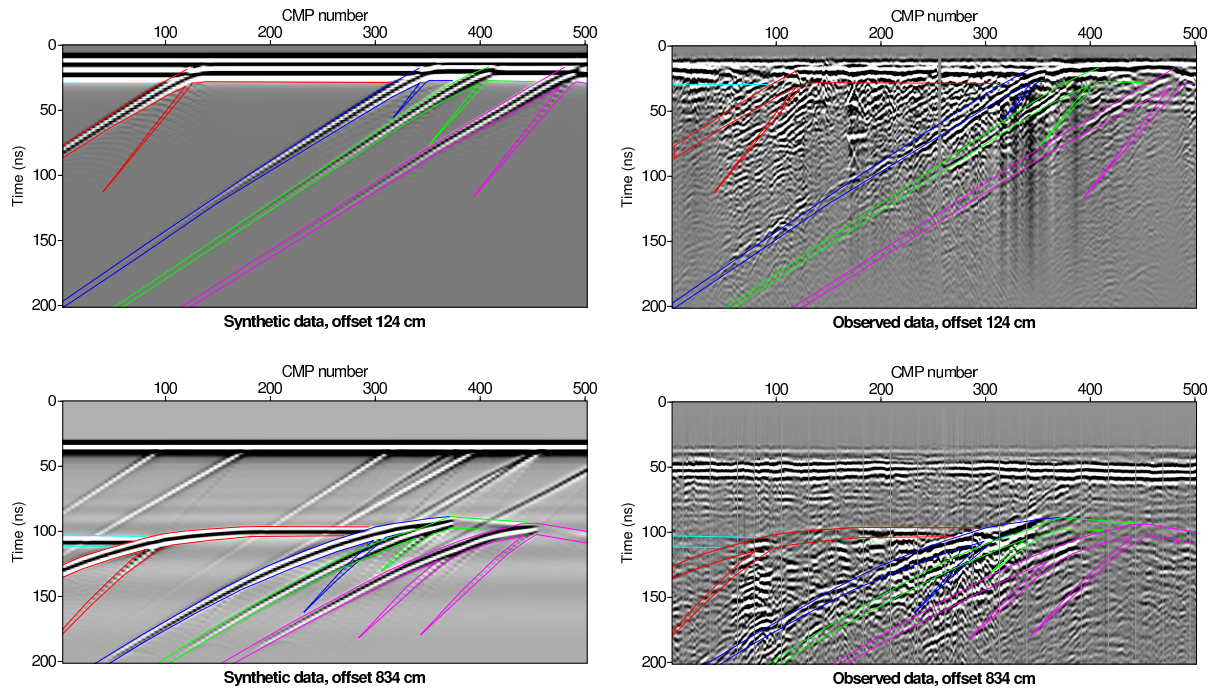 CMP number
100 200 300 400 500
0
50
100
150
200
Time (ns)
Synthetic data, offset 124 cm
CMP number
100 200 300 400 500
0
50
100
150
200
Time (ns)
Observed data, offset 124 cm
CMP number
100 200 300 400 500
0
50
100
150
200
Time (ns)
Synthetic data, offset 834 cm
CMP number
100 200 300 400 500
0
50
100
150
200
Time (ns)
Observed data, offset 834 cm